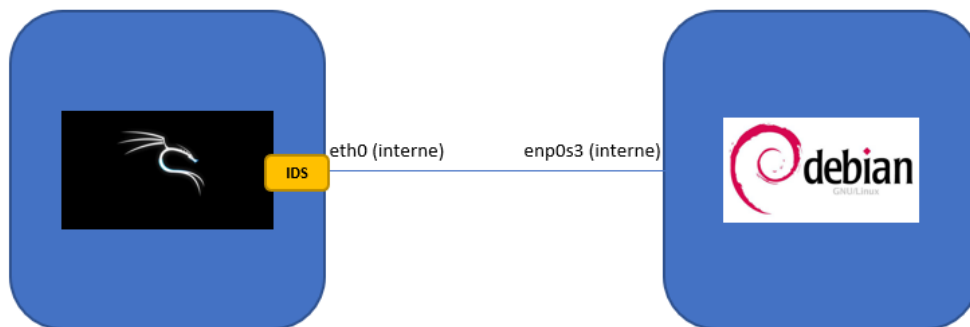 eth0 (interne)
enp0s3 (interne)
IDS
debian
GNU/Linux